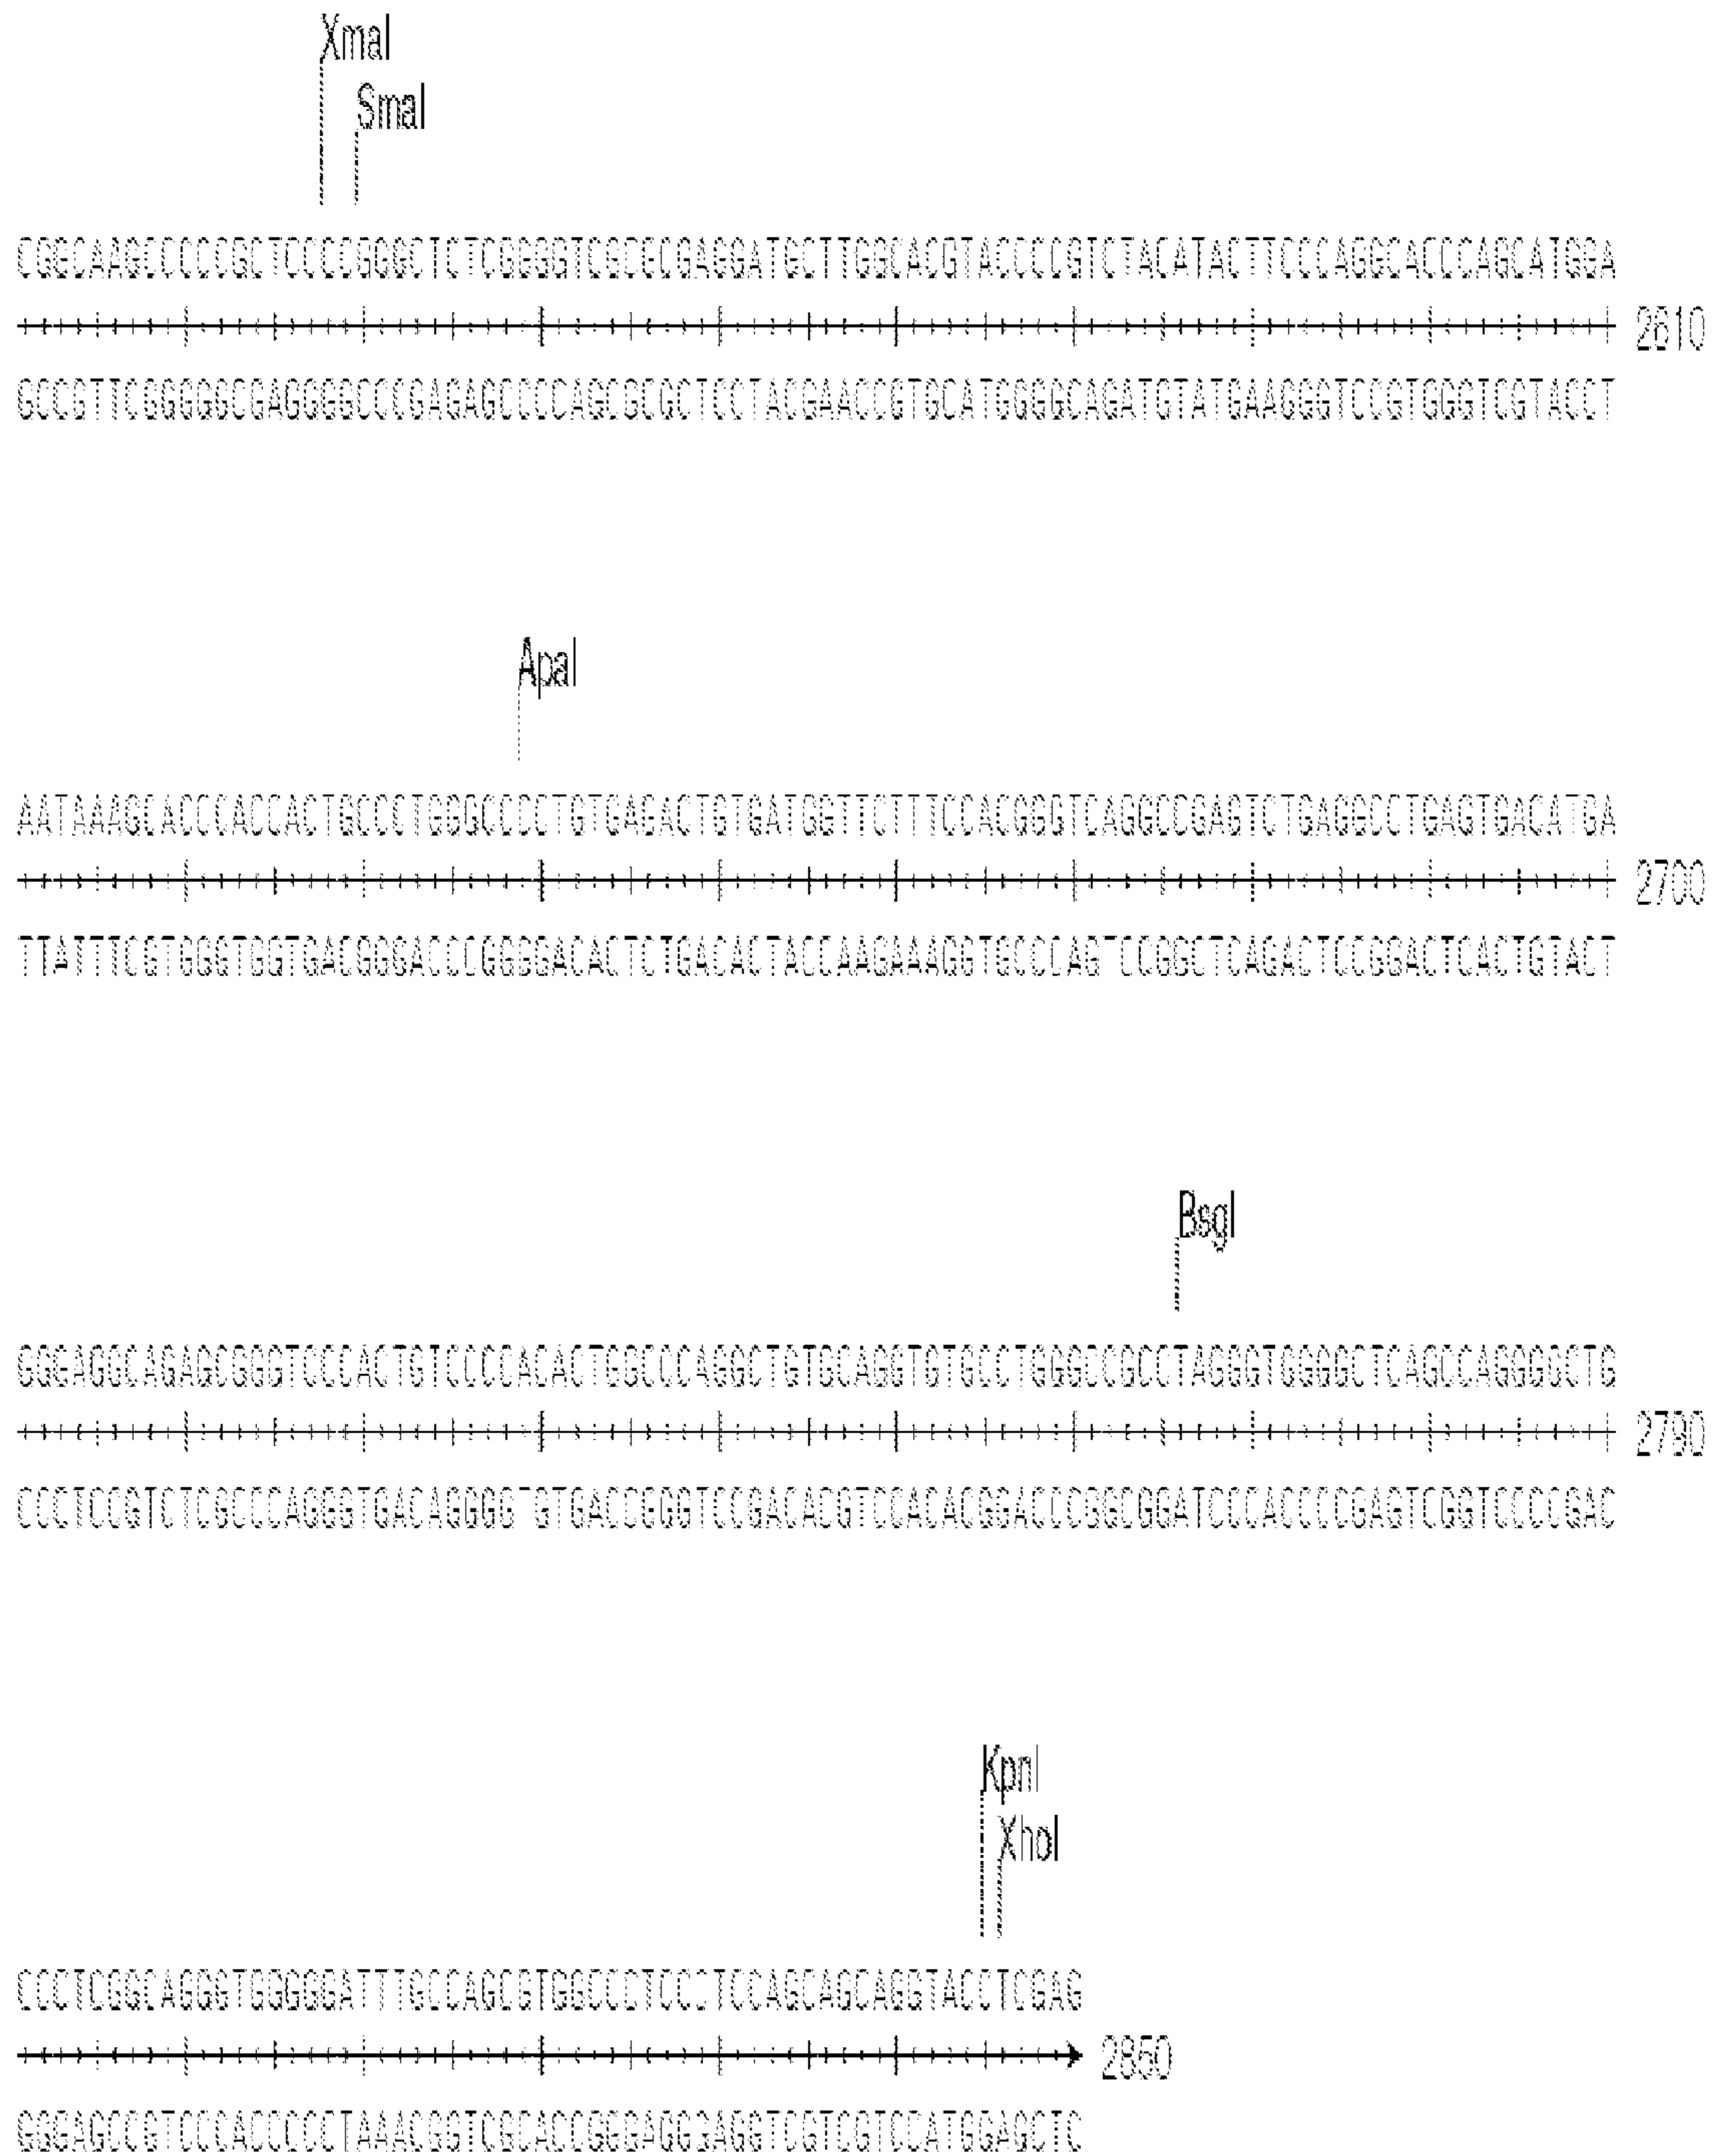 XmaI
SmaI
CGGCAAGCCCCCGCTCCCCGGGCTCTCGGGGTCGCGCGAGGATGCTTGGCACGTACCCCGTCTACATACTTCCCAGGCACCCAGCATGGA
2610
GCCGTTCGGGGGCGAGGGGCCCGAGAGCCCCAGCGCGCTCCTACGAACCGTGCATGGGGCAGATGTATGAAGGGTCCGTGGGTCGTACCT
ApaI
AATAAAGCACCCACCACTGCCCTGGGCCCCTGTGAGACTGTGATGGTTCTTTCCACGGGTCAGGCCGAGTCTGAGGCCTGAGTGACATGA
2700
TTATTTCGTGGGTGGTGACGGGACCCGGGGACACTCTGACACTACCAAGAAAGGTGCCCAGTCCGGCTCAGACTCCGGACTCACTGTACT
BsgI
GGGAGGCAGAGCGGGTCCCACTGTCCCCACACTGGCCCAGGCTGTGCAGGTGTGCCTGGGCCGCCTAGGGTGGGGCTCAGCCAGGGGCTG
2790
CCCTCCGTCTCGCCCAGGGTGACAGGGGTGTGACCGGGTCCGACACGTCCACACGGACCCGGCGGATCCCACCCCGAGTCGGTCCCCGAC
KpnI
XhoI
CCCTCGGCAGGGTGGGGGATTTGCCAGCGTGGCCCTCCCTCCAGCAGCAGGTACCTCGAG
2850
GGGAGCCGTCCCACCCCCTAAACGGTCGCACCGGGAGGGAGGTCGTCGTCCATGGAGCTC